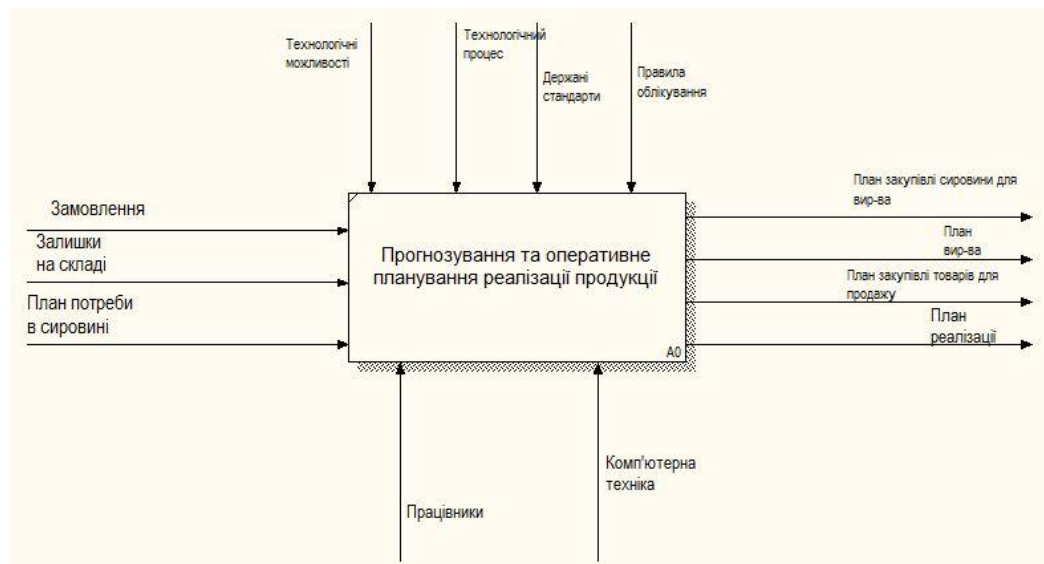 Технологічні
можливості
Технологічний
процес
Держані
стандарти
Правила
облікування
Замовлення
Залишки
на складі
План потреби
в сировині
Прогнозування та оперативне
планування реалізації продукції
A0
План закупівлі сировини для
вир-ва
План
вир-ва
План закупівлі товарів для
продажу
План
реалізації
Працівники
Комп'ютерна
техніка